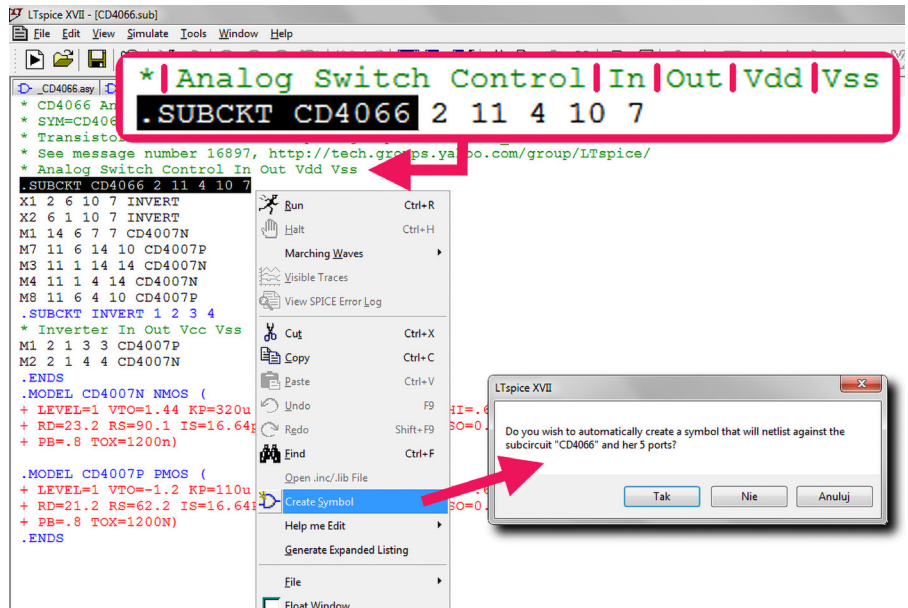 LTspice XVII - [CD4066.sub]
File Edit View Simulate Tools Window Help
_CD4066.asy
* Analog Switch Control In Out Vdd Vss
.SUBCKT CD4066 2 11 4 10 7
* CD4066 An
* SYM=CD406
* Transisto
* See message number 16897, http://tech.groups.yahoo.com/group/LTspice/
* Analog Switch Control In Out Vdd Vss
.SUBCKT CD4066 2 11 4 10 7
X1 2 6 10 7 INVERT
X2 6 1 10 7 INVERT
M1 14 6 7 7 CD4007N
M7 11 6 14 10 CD4007P
M3 11 1 14 14 CD4007N
M4 11 1 4 14 CD4007N
M8 11 6 4 10 CD4007P
.SUBCKT INVERT 1 2 3 4
* Inverter In Out Vcc Vss
M1 2 1 3 3 CD4007P
M2 2 1 4 4 CD4007N
.ENDS
.MODEL CD4007N NMOS (
+ LEVEL=1 VTO=1.44 KP=320u
+ RD=23.2 RS=90.1 IS=16.64p
+ PB=.8 TOX=1200n)
.MODEL CD4007P PMOS (
+ LEVEL=1 VTO=-1.2 KP=110u
+ RD=21.2 RS=62.2 IS=16.64
+ PB=.8 TOX=1200N)
.ENDS
Run Ctrl+R
Halt Ctrl+H
Marching Waves
Visible Traces
View SPICE Error Log
Cut Ctrl+X
Copy Ctrl+C
Paste Ctrl+V
Undo F9
Redo Shift+F9
Find Ctrl+F
Open .inc/.lib File
Create Symbol
Help me Edit
Generate Expanded Listing
File
Float Window
LTspice XVII
Do you wish to automatically create a symbol that will netlist against the
subcircuit "CD4066" and her 5 ports?
Tak Nie Anuluj